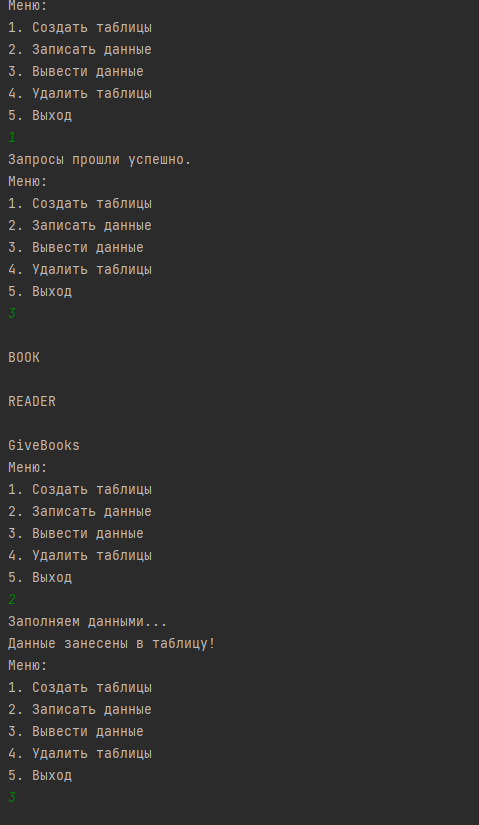 Меню:
1. Создать таблицы
2. Записать данные
3. Вывести данные
4. Удалить таблицы
5. Выход
1
Запросы прошли успешно.
Меню:
1. Создать таблицы
2. Записать данные
3. Вывести данные
4. Удалить таблицы
5. Выход
3
BOOK
READER
GiveBooks
Меню:
1. Создать таблицы
2. Записать данные
3. Вывести данные
4. Удалить таблицы
5. Выход
2
Заполняем данными...
Данные занесены в таблицу!
Меню:
1. Создать таблицы
2. Записать данные
3. Вывести данные
4. Удалить таблицы
5. Выход
3